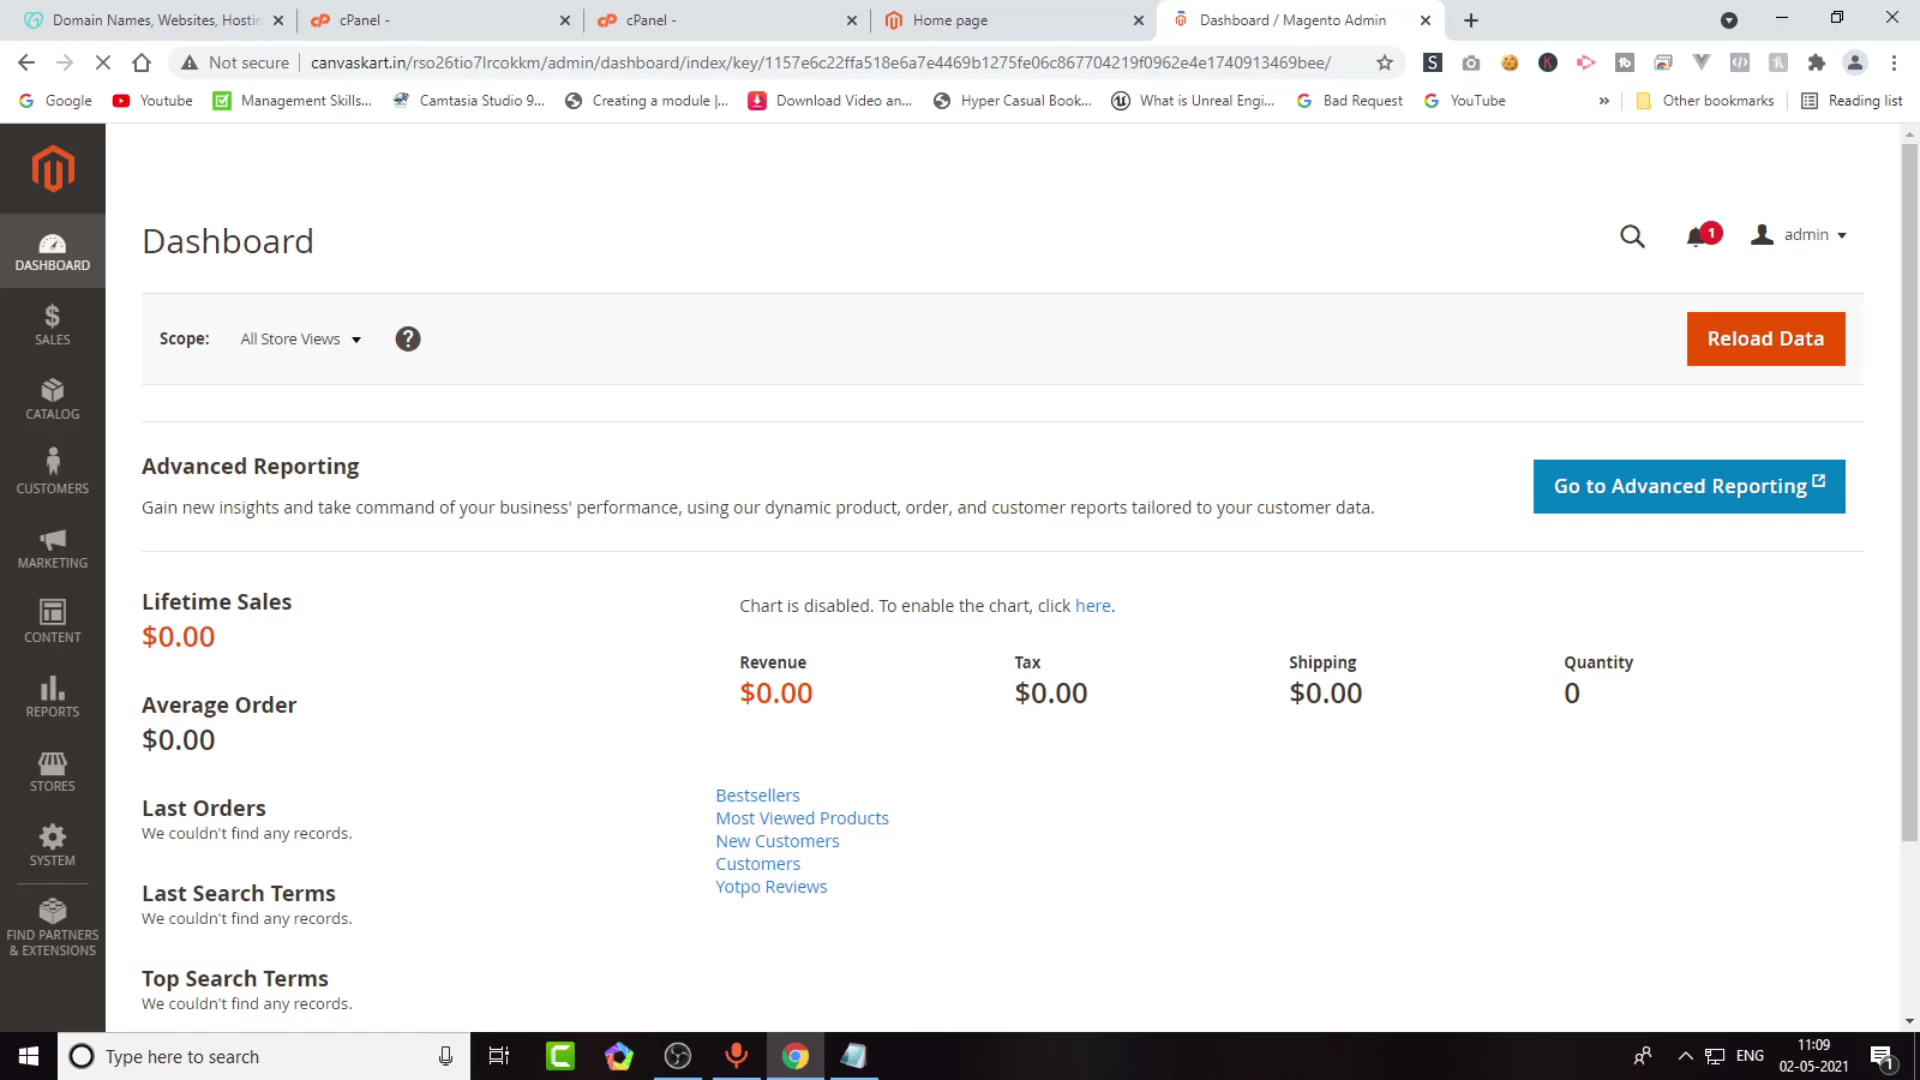 Domain Names, Websites, Hostin
cPanel -
cPanel -
Home page
Dashboard / Magento Admin
Not secure
canvaskart.in/rso26tio7lrcokkm/admin/dashboard/index/key/1157e6c22ffa518e6a7e4469b1275fe06c867704219f0962e4e1740913469bee/
Google
Youtube
Management Skills...
Camtasia Studio 9...
Creating a module |...
Download Video an...
Hyper Casual Book...
What is Unreal Engi...
Bad Request
YouTube
»
Other bookmarks
Reading list
DASHBOARD
SALES
CATALOG
CUSTOMERS
MARKETING
CONTENT
REPORTS
STORES
SYSTEM
FIND PARTNERS
& EXTENSIONS
Dashboard
1
admin
Scope:
All Store Views
?
Reload Data
Advanced Reporting
Gain new insights and take command of your business' performance, using our dynamic product, order, and customer reports tailored to your customer data.
Go to Advanced Reporting
Lifetime Sales
$0.00
Average Order
$0.00
Last Orders
We couldn't find any records.
Last Search Terms
We couldn't find any records.
Top Search Terms
We couldn't find any records.
Chart is disabled. To enable the chart, click here.
Revenue
$0.00
Tax
$0.00
Shipping
$0.00
Quantity
0
Bestsellers
Most Viewed Products
New Customers
Customers
Yotpo Reviews
Type here to search
ENG
11:09
02-05-2021
1